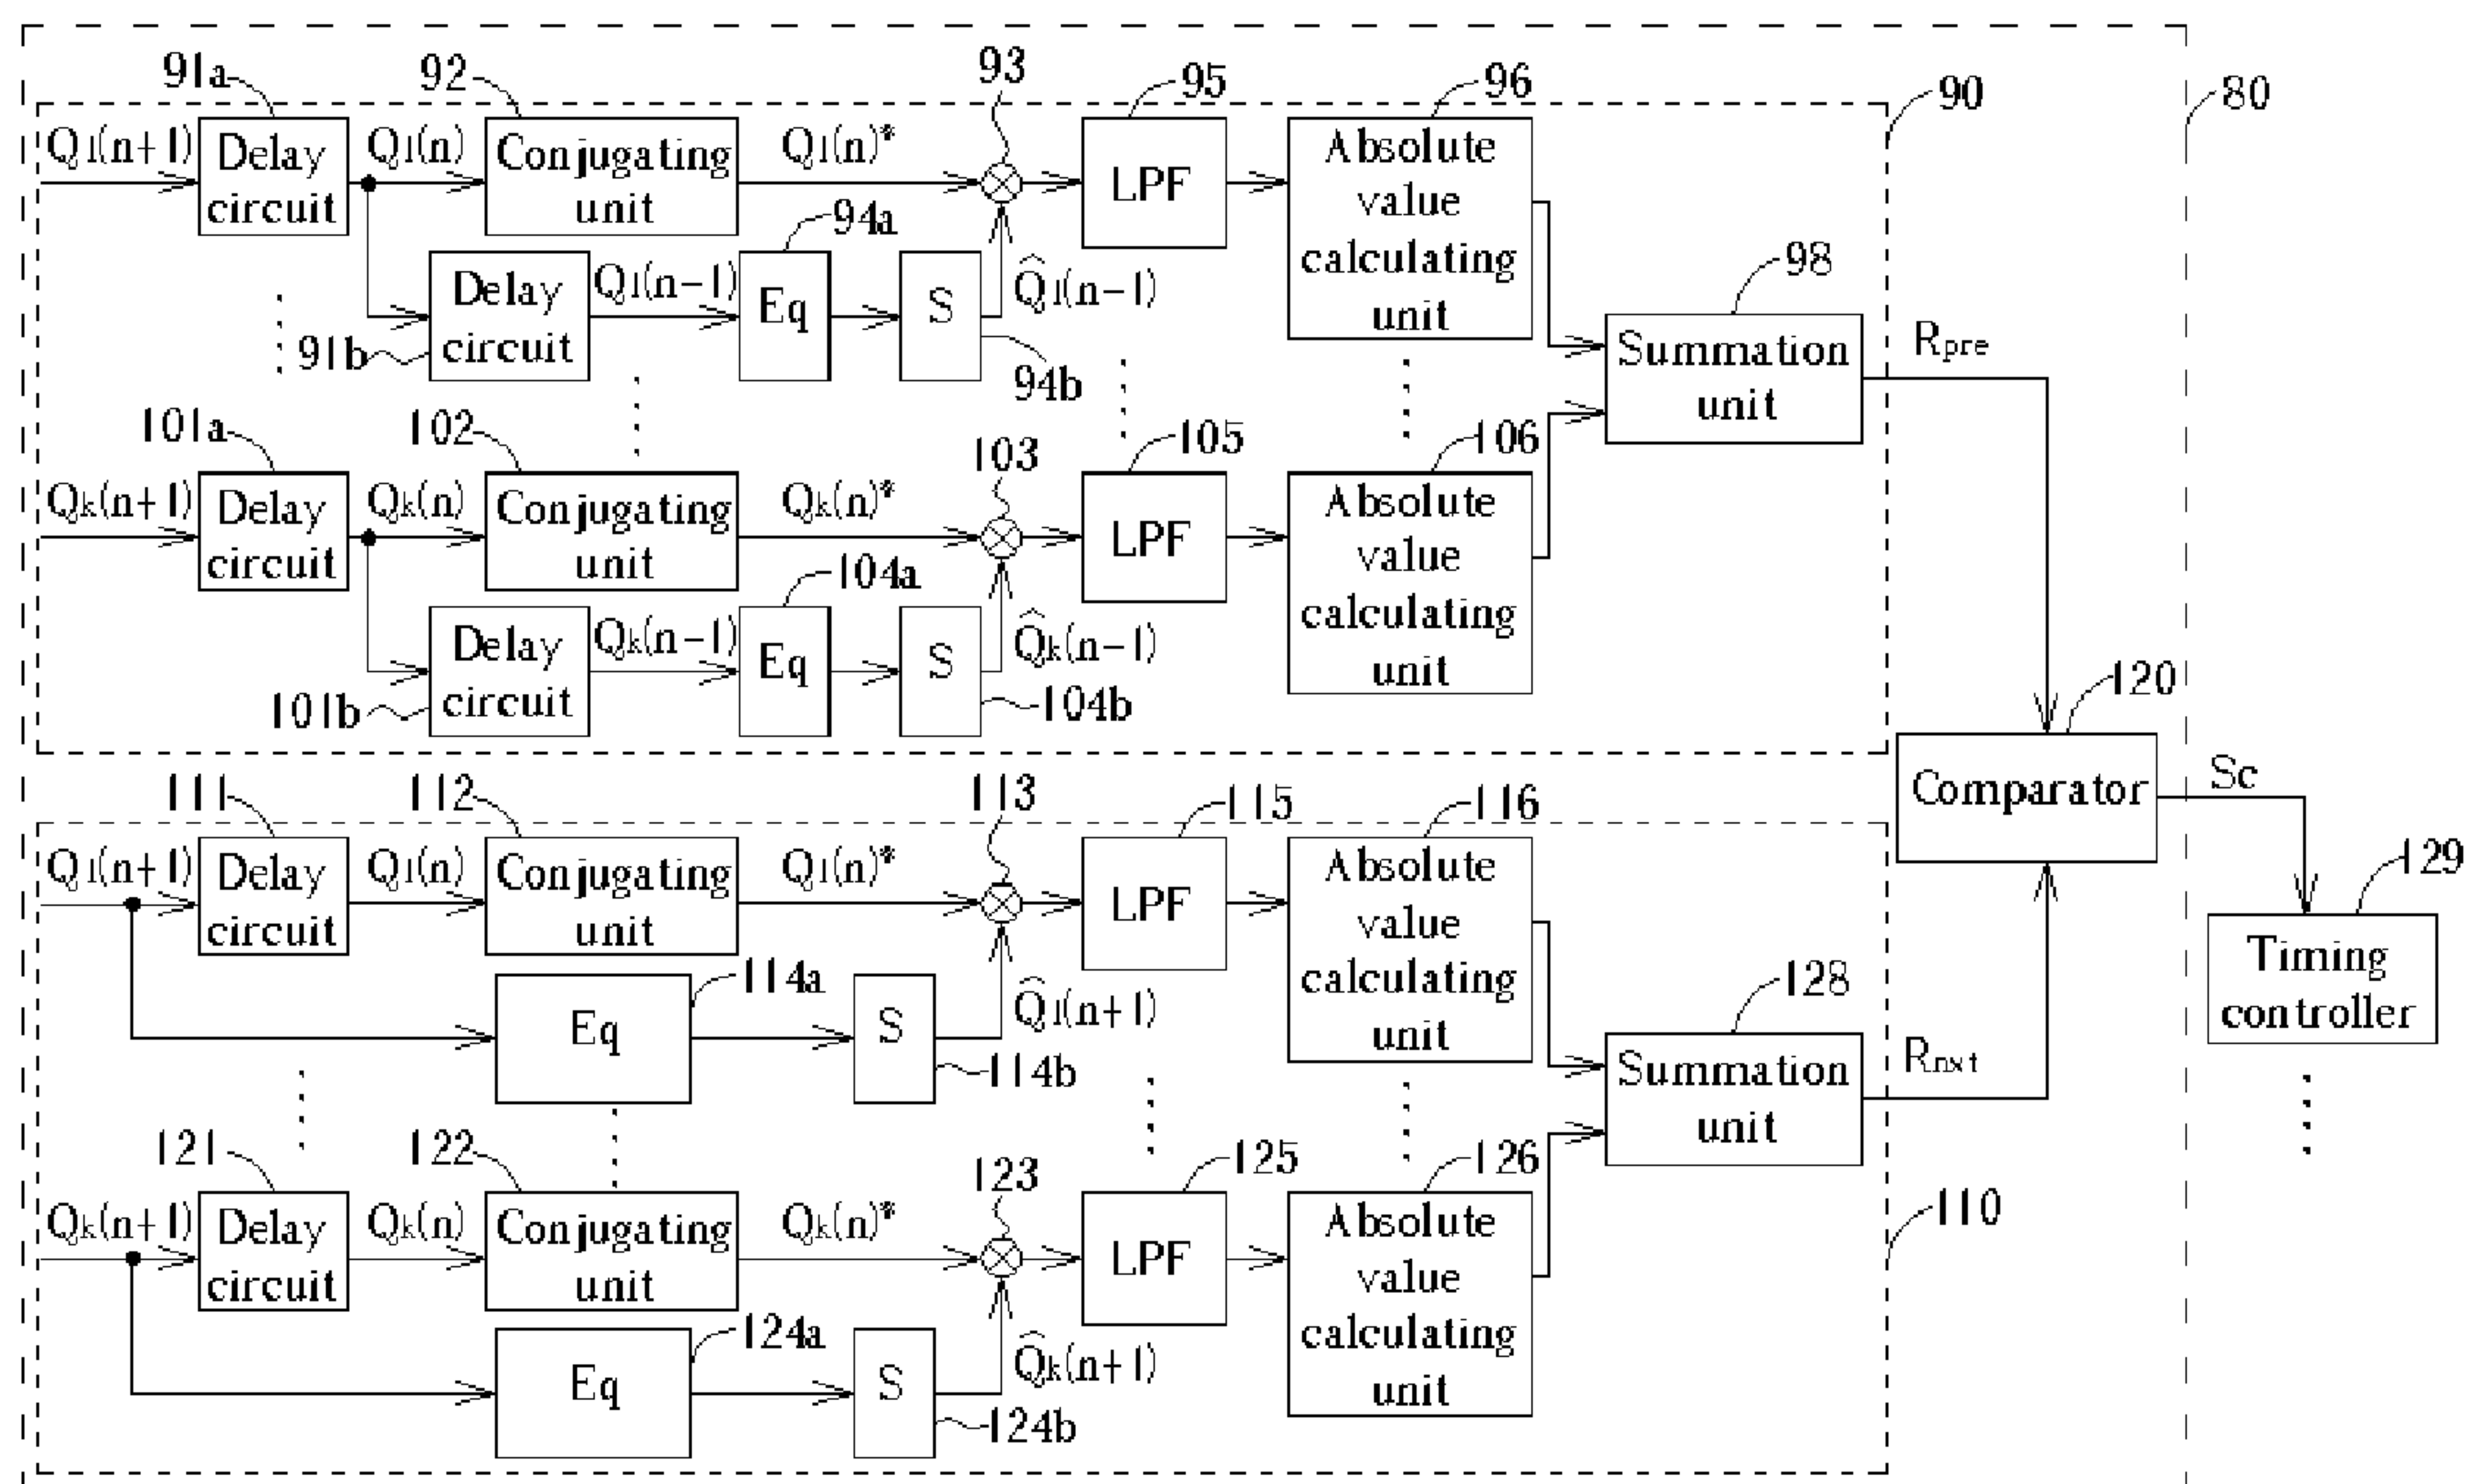 91a 92 93 95 96 90 80
Q1(n+1) Delay circuit Q1(n) Conjugating unit Q1(n)* LPF Absolute value calculating unit
94a
91b Delay circuit Q1(n−1) Eq S Q̂1(n−1)
94b
98
Summation unit Rpre
101a 102 103 105 106
Qk(n+1) Delay circuit Qk(n) Conjugating unit Qk(n)* LPF Absolute value calculating unit
104a
101b Delay circuit Qk(n−1) Eq S Q̂k(n−1)
104b
120
Comparator Sc
129
Timing controller
111 112 113 115 116
Q1(n+1) Delay circuit Q1(n) Conjugating unit Q1(n)* LPF Absolute value calculating unit
114a
Eq S Q̂1(n+1)
114b
128
Summation unit Rnxt
121 122 123 125 126 110
Qk(n+1) Delay circuit Qk(n) Conjugating unit Qk(n)* LPF Absolute value calculating unit
124a
Eq S Q̂k(n+1)
124b